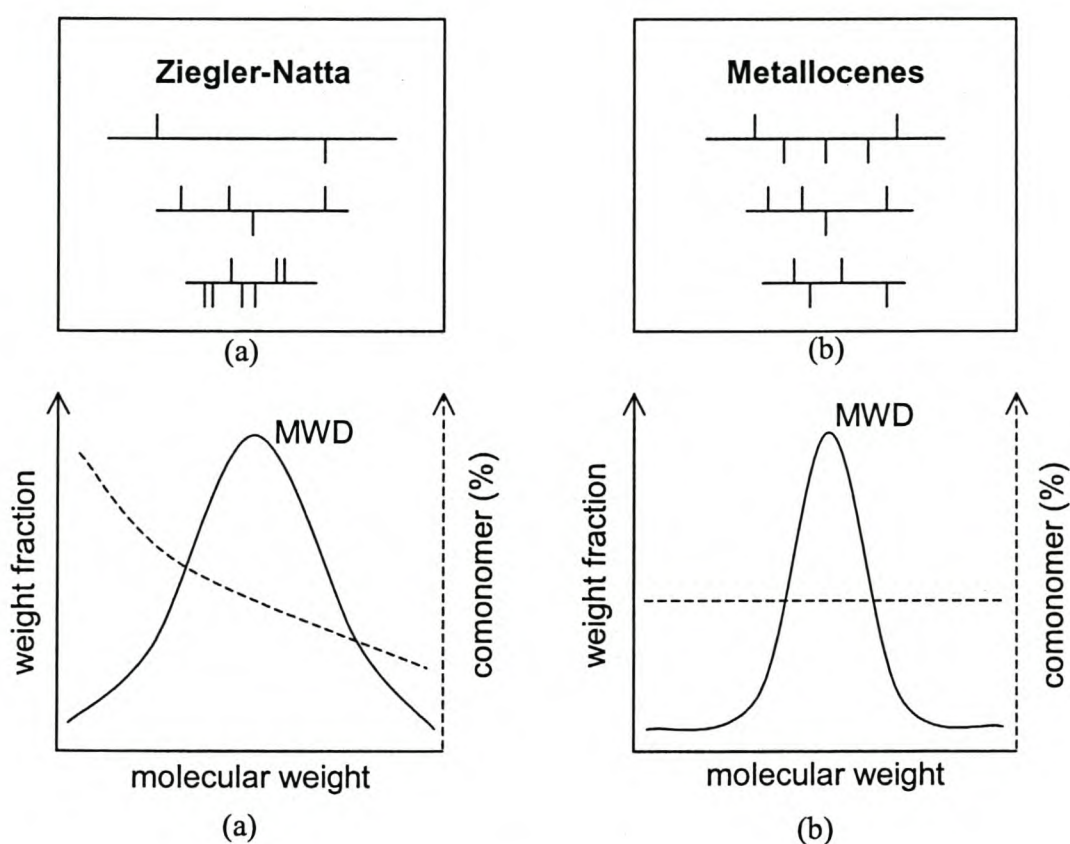 Ziegler-Natta
Metallocenes
(a)
(b)
MWD
weight fraction
comonomer (%)
molecular weight
(a)
MWD
weight fraction
comonomer (%)
molecular weight
(b)